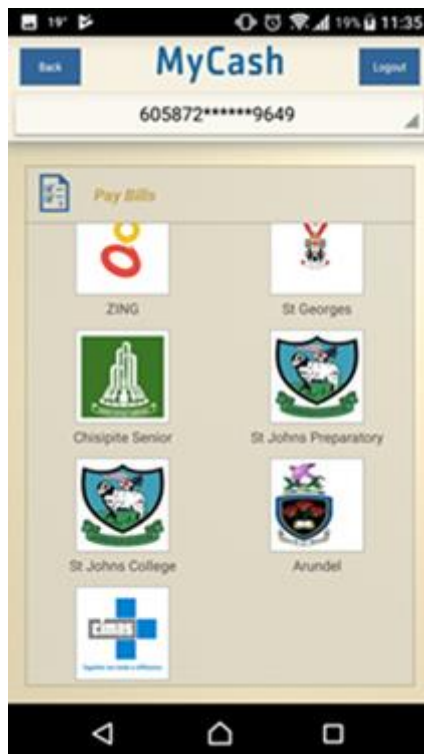 19° 19% 11:35
Back MyCash Logout
605872******9649
Pay Bills
ZING St Georges
Chisipite Senior St Johns Preparatory
St Johns College Arundel
cimas